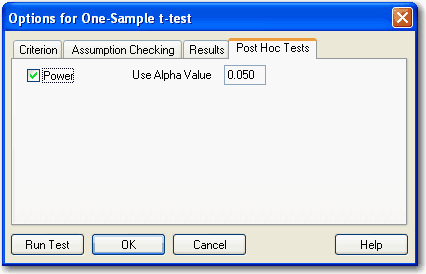 Options for One-Sample t-test
Criterion Assumption Checking Results Post Hoc Tests
Power Use Alpha Value 0.050
Run Test OK Cancel Help